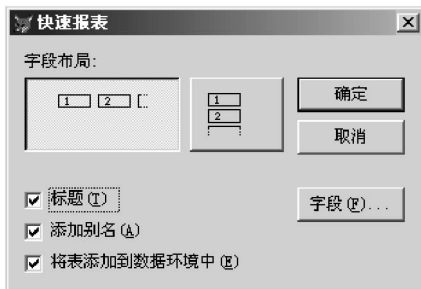 快速报表
字段布局:
1 2
1
2
确定
取消
标题(T)
添加别名(A)
将表添加到数据环境中(E)
字段(F)...